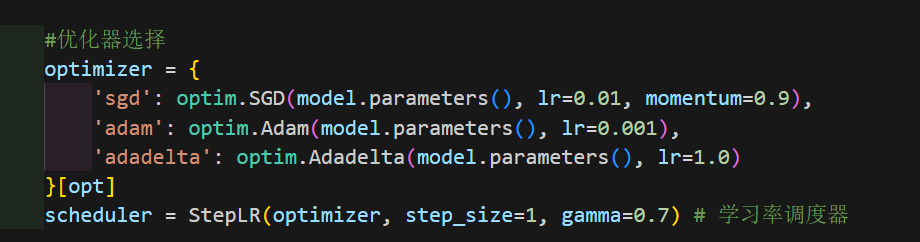 #优化器选择
optimizer = {
    'sgd': optim.SGD(model.parameters(), lr=0.01, momentum=0.9),
    'adam': optim.Adam(model.parameters(), lr=0.001),
    'adadelta': optim.Adadelta(model.parameters(), lr=1.0)
}[opt]
scheduler = StepLR(optimizer, step_size=1, gamma=0.7) # 学习率调度器